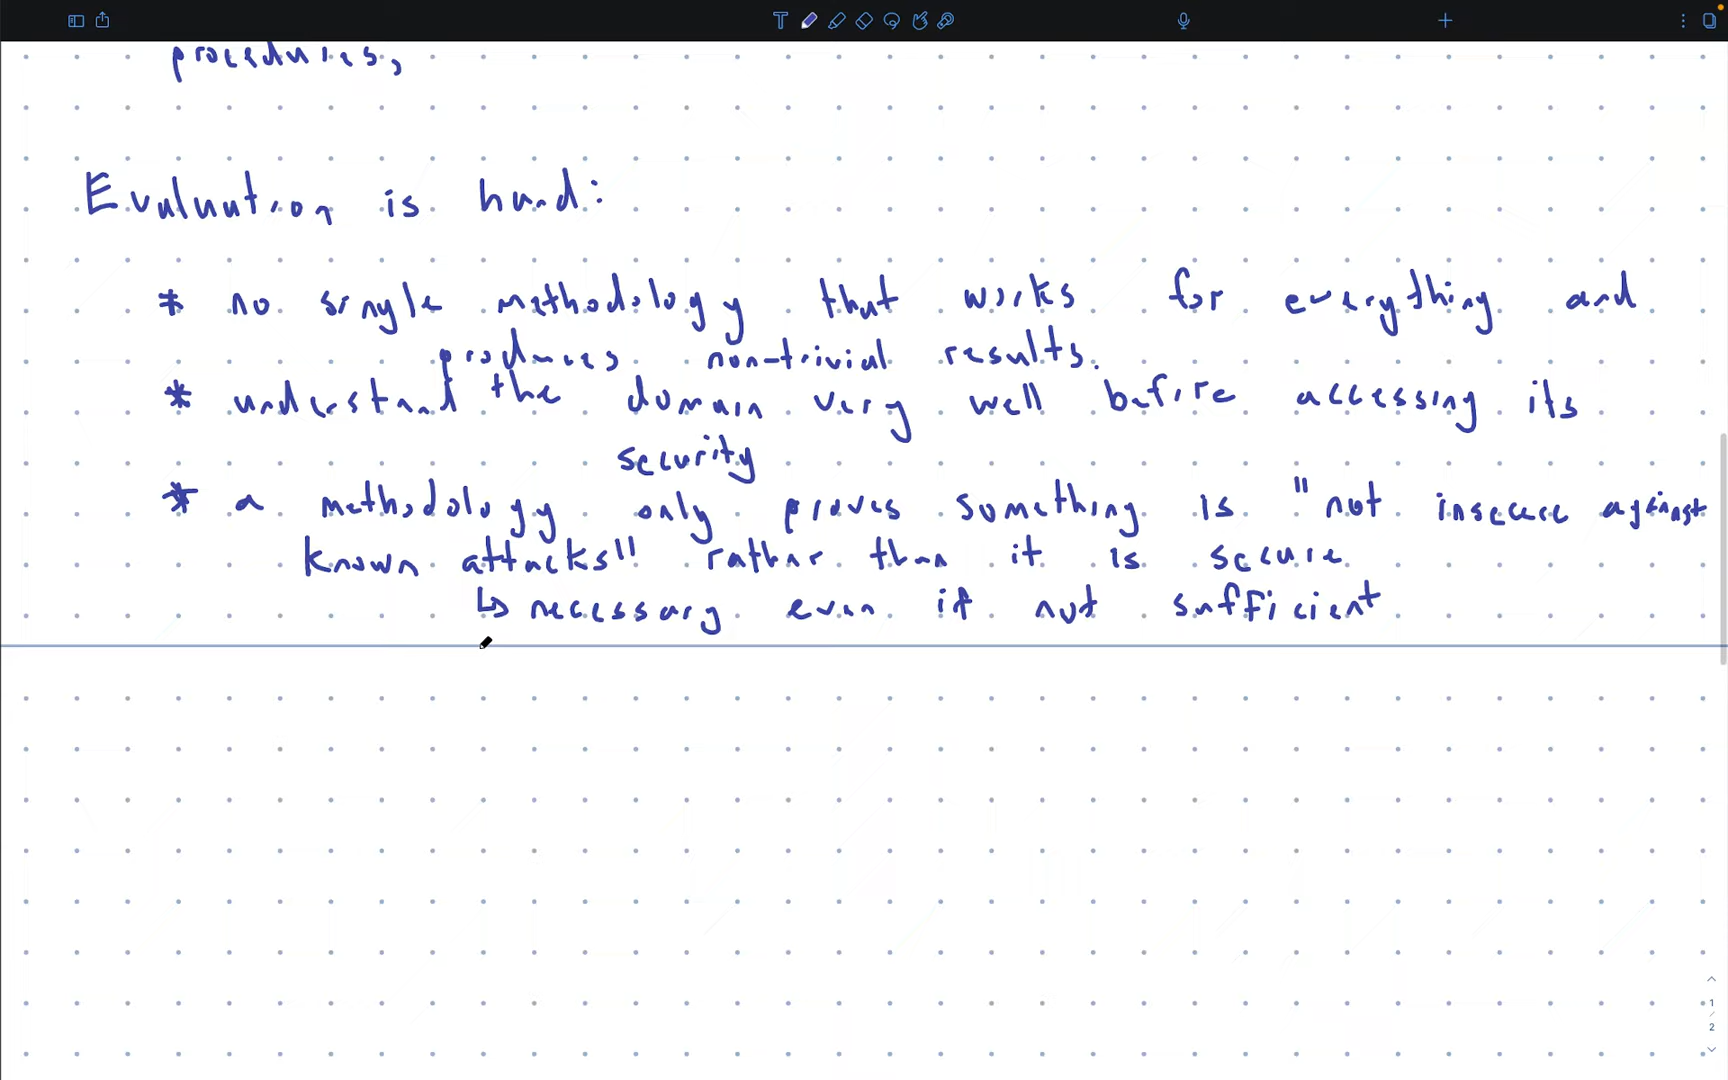 procedures,
Evaluation is hard:
* no single methodology that works for everything and
produces non-trivial results.
* understand the domain very well before accessing its
security
* a methodology only proves something is "not insecure against
known attacks" rather than it is secure.
↳ necessary even if not sufficient
1
/
2